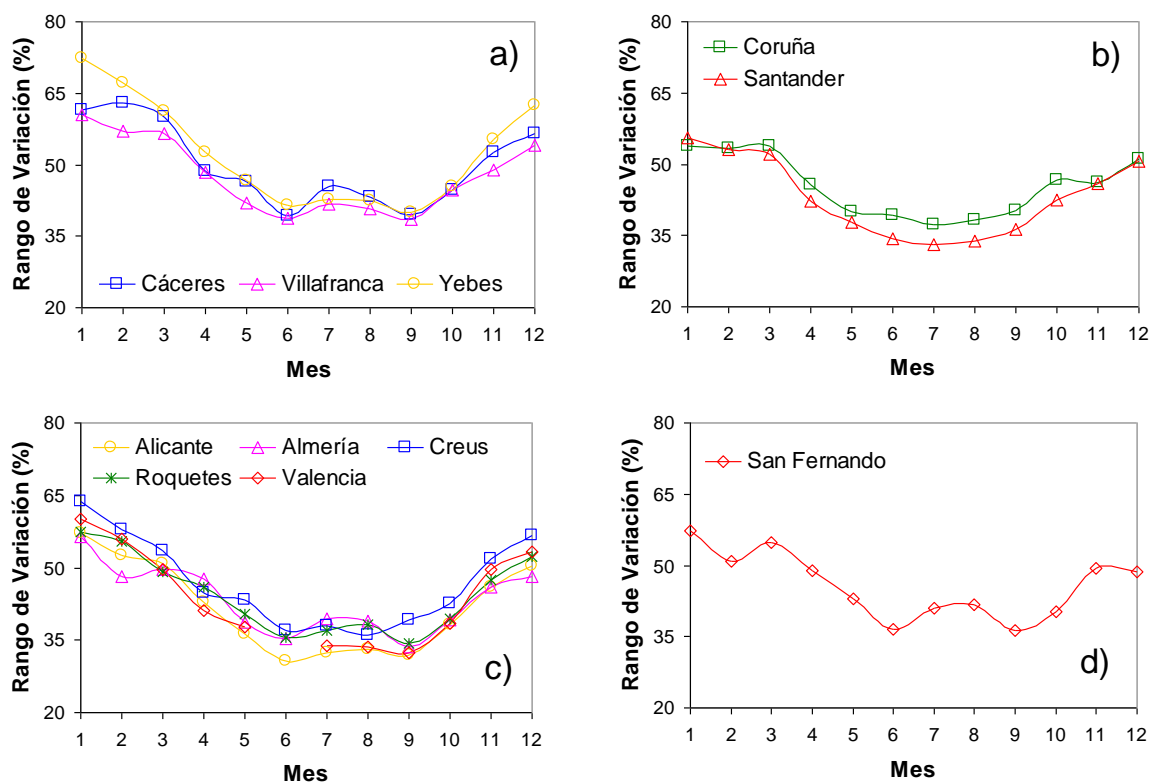 a)
Rango de Variación (%)
80
65
50
35
20
Cáceres Villafranca Yebes
1 2 3 4 5 6 7 8 9 10 11 12
Mes
b)
Rango de Variación (%)
80
65
50
35
20
Coruña
Santander
1 2 3 4 5 6 7 8 9 10 11 12
Mes
c)
Rango de Variación (%)
80
65
50
35
20
Alicante Almería Creus
Roquetes Valencia
1 2 3 4 5 6 7 8 9 10 11 12
Mes
d)
Rango de Variación (%)
80
65
50
35
20
San Fernando
1 2 3 4 5 6 7 8 9 10 11 12
Mes